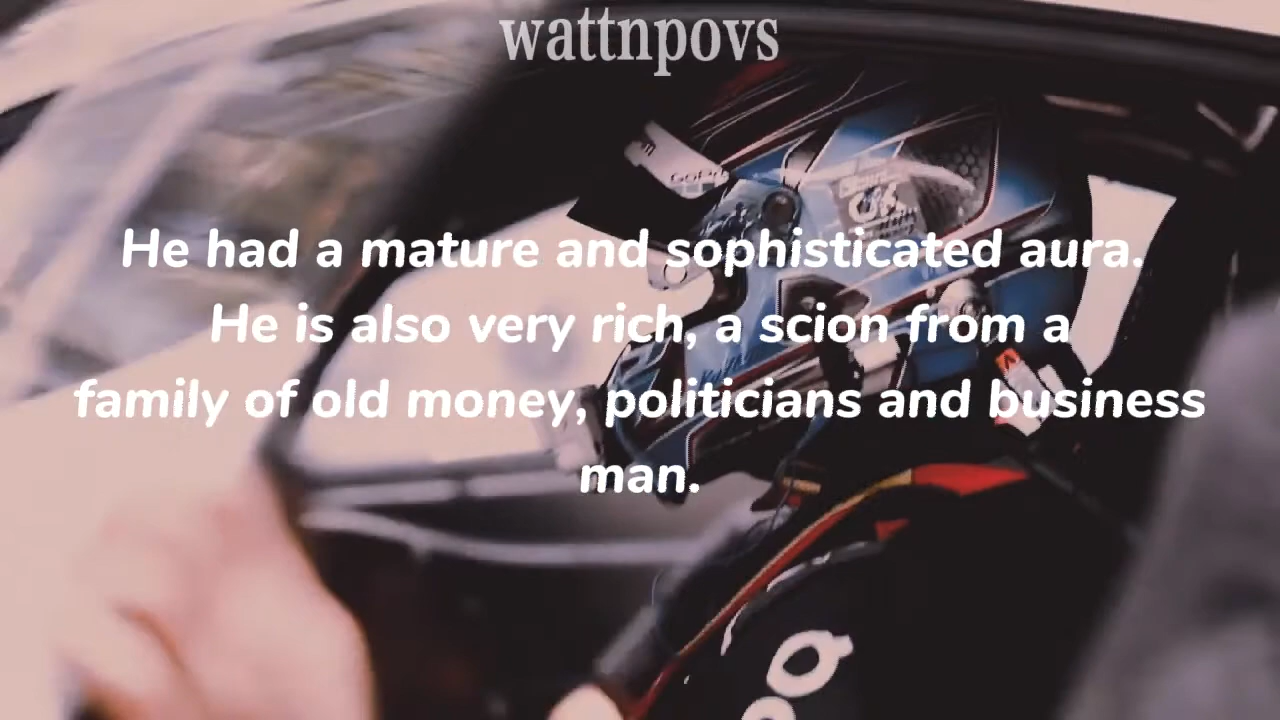 wattnpovs
He had a mature and sophisticated aura.
He is also very rich, a scion from a
family of old money, politicians and business
man.